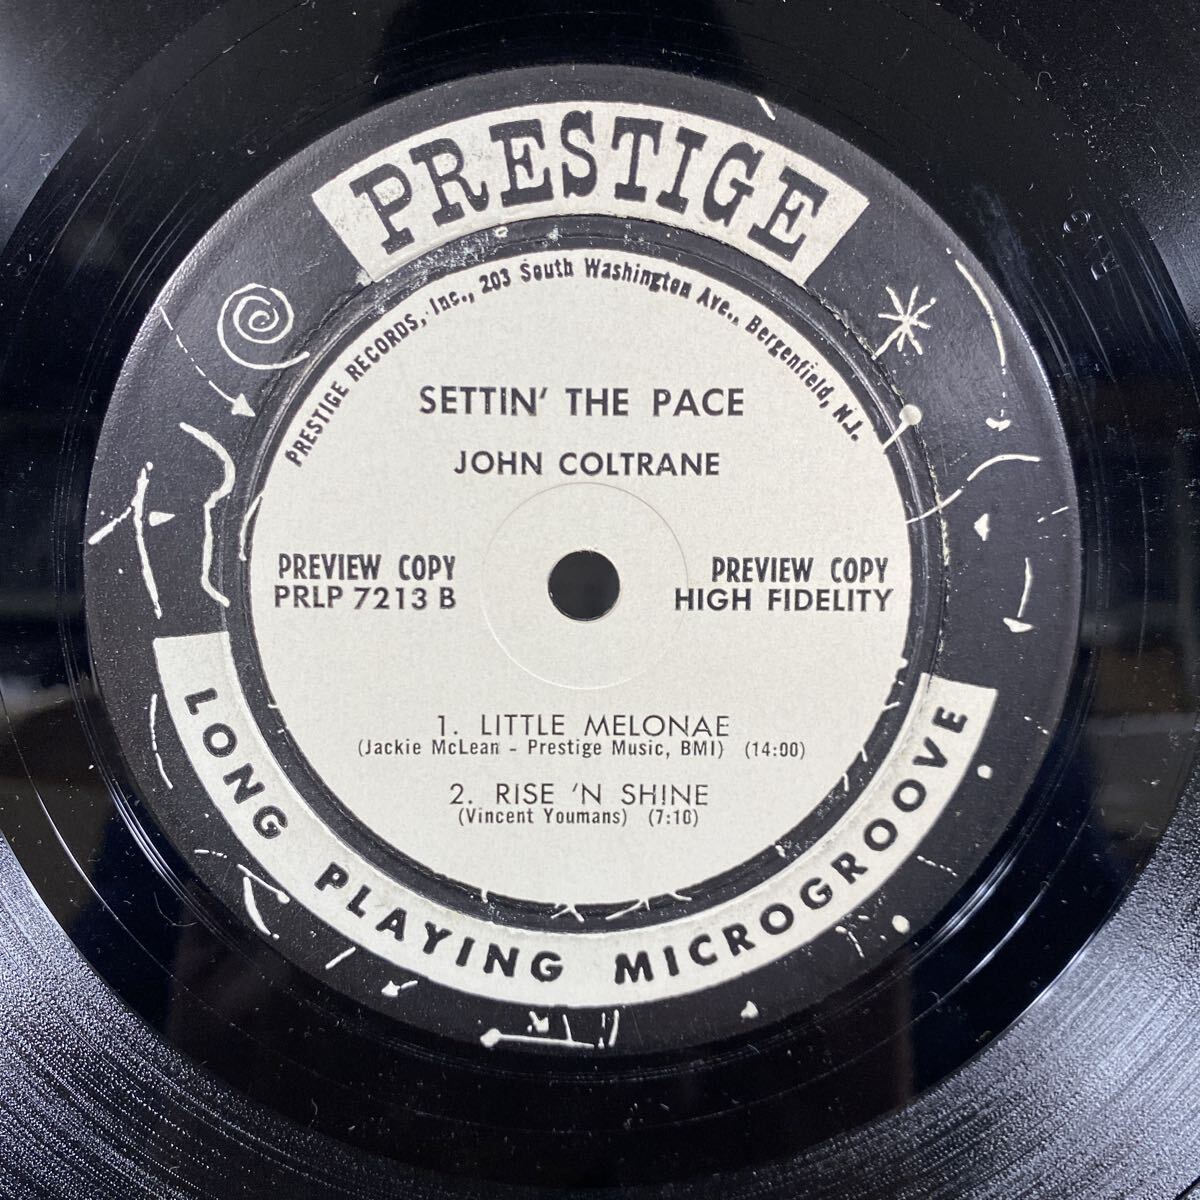 PRESTIGE
PRESTIGE RECORDS, Inc., 203 South Washington Ave., Bergenfield, N.J.
SETTIN' THE PACE
JOHN COLTRANE
PREVIEW COPY PREVIEW COPY
PRLP 7213 B HIGH FIDELITY
1. LITTLE MELONAE
(Jackie McLean - Prestige Music, BMI) (14:00)
2. RISE 'N SHINE
(Vincent Youmans) (7:10)
LONG PLAYING MICROGROOVE